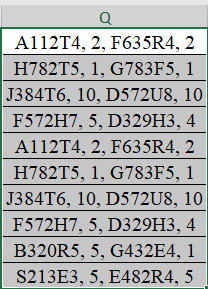 Q
A112T4, 2, F635R4, 2
H782T5, 1, G783F5, 1
J384T6, 10, D572U8, 10
F572H7, 5, D329H3, 4
A112T4, 2, F635R4, 2
H782T5, 1, G783F5, 1
J384T6, 10, D572U8, 10
F572H7, 5, D329H3, 4
B320R5, 5, G432E4, 1
S213E3, 5, E482R4, 5